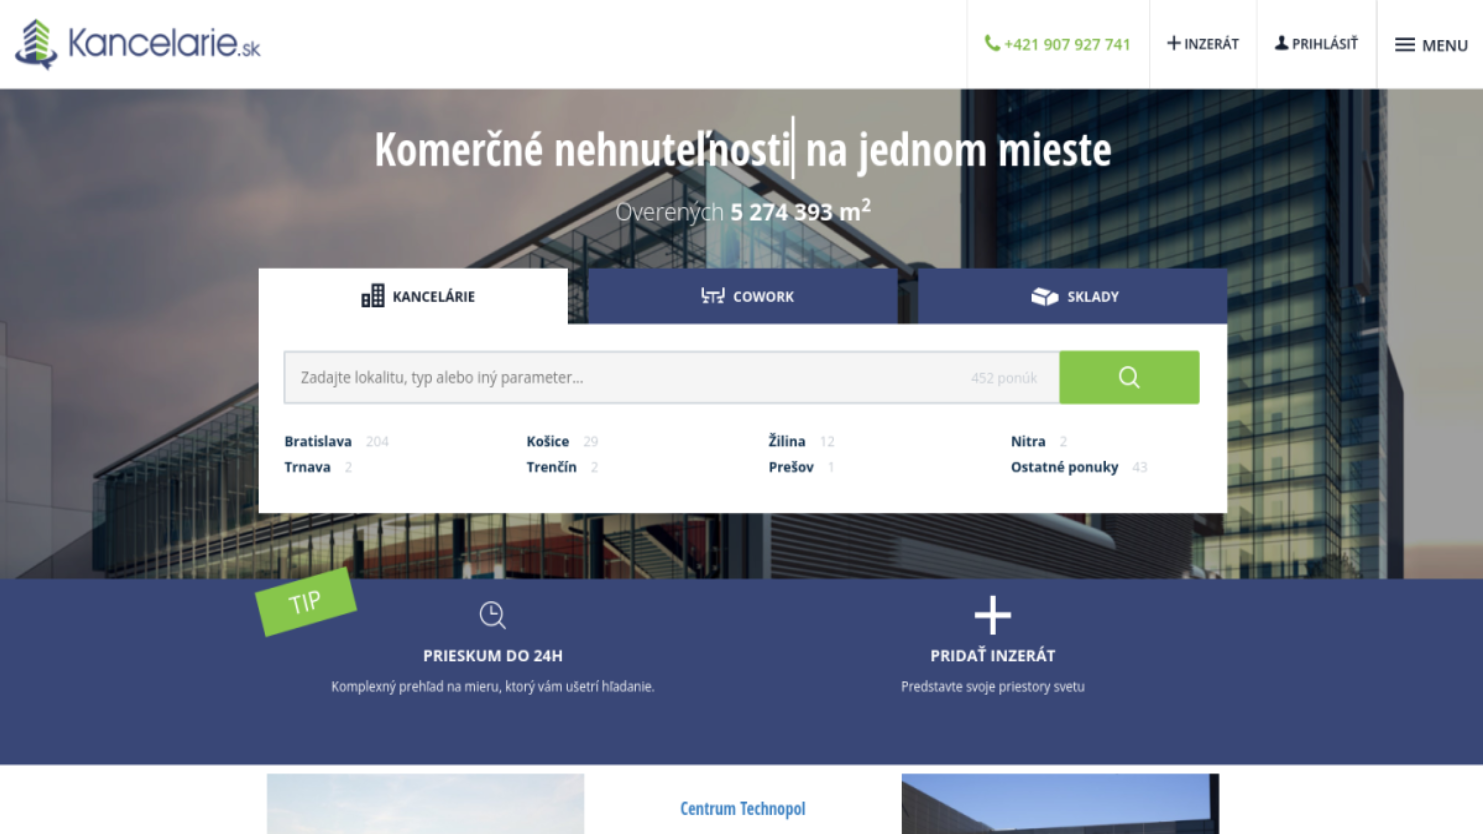 Kancelarie.sk
+421 907 927 741
INZERÁT
PRIHLÁSIŤ
MENU
Komerčné nehnuteľnosti na jednom mieste
Overených 5 274 393 m²
KANCELÁRIE
COWORK
SKLADY
Zadajte lokalitu, typ alebo iný parameter...
452 ponúk
Bratislava 204
Košice 29
Žilina 12
Nitra 2
Trnava 2
Trenčín 2
Prešov 1
Ostatné ponuky 43
TIP
PRIESKUM DO 24H
Komplexný prehľad na mieru, ktorý vám ušetrí hľadanie.
PRIDAŤ INZERÁT
Predstavte svoje priestory svetu
Centrum Technopol